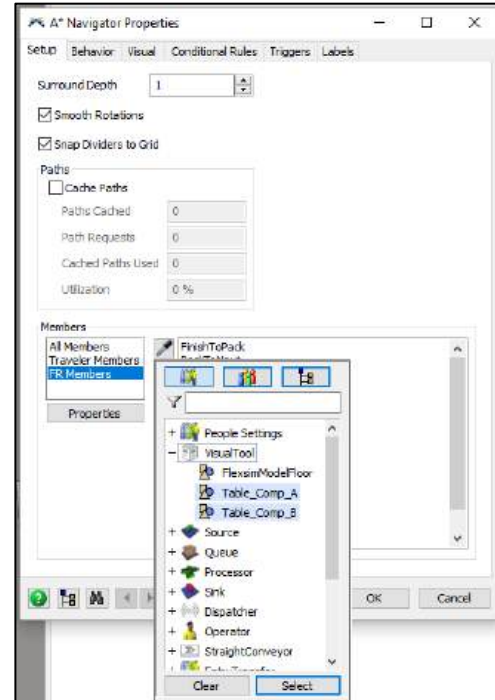 A* Navigator Properties
Setup Behavior Visual Conditional Rules Triggers Labels
Surround Depth 1
Smooth Rotations
Snap Dividers to Grid
Paths
Cache Paths
Paths Cached 0
Path Requests 0
Cached Paths Used 0
Utilization 0 %
Members
All Members
Traveler Members
FR Members
Properties
FinishToPack
+ People Settings
− VisualTool
FlexsimModelFloor
Table_Comp_A
Table_Comp_B
+ Source
+ Queue
+ Processor
+ Sink
+ Dispatcher
+ Operator
+ StraightConveyor
Clear Select
OK Cancel